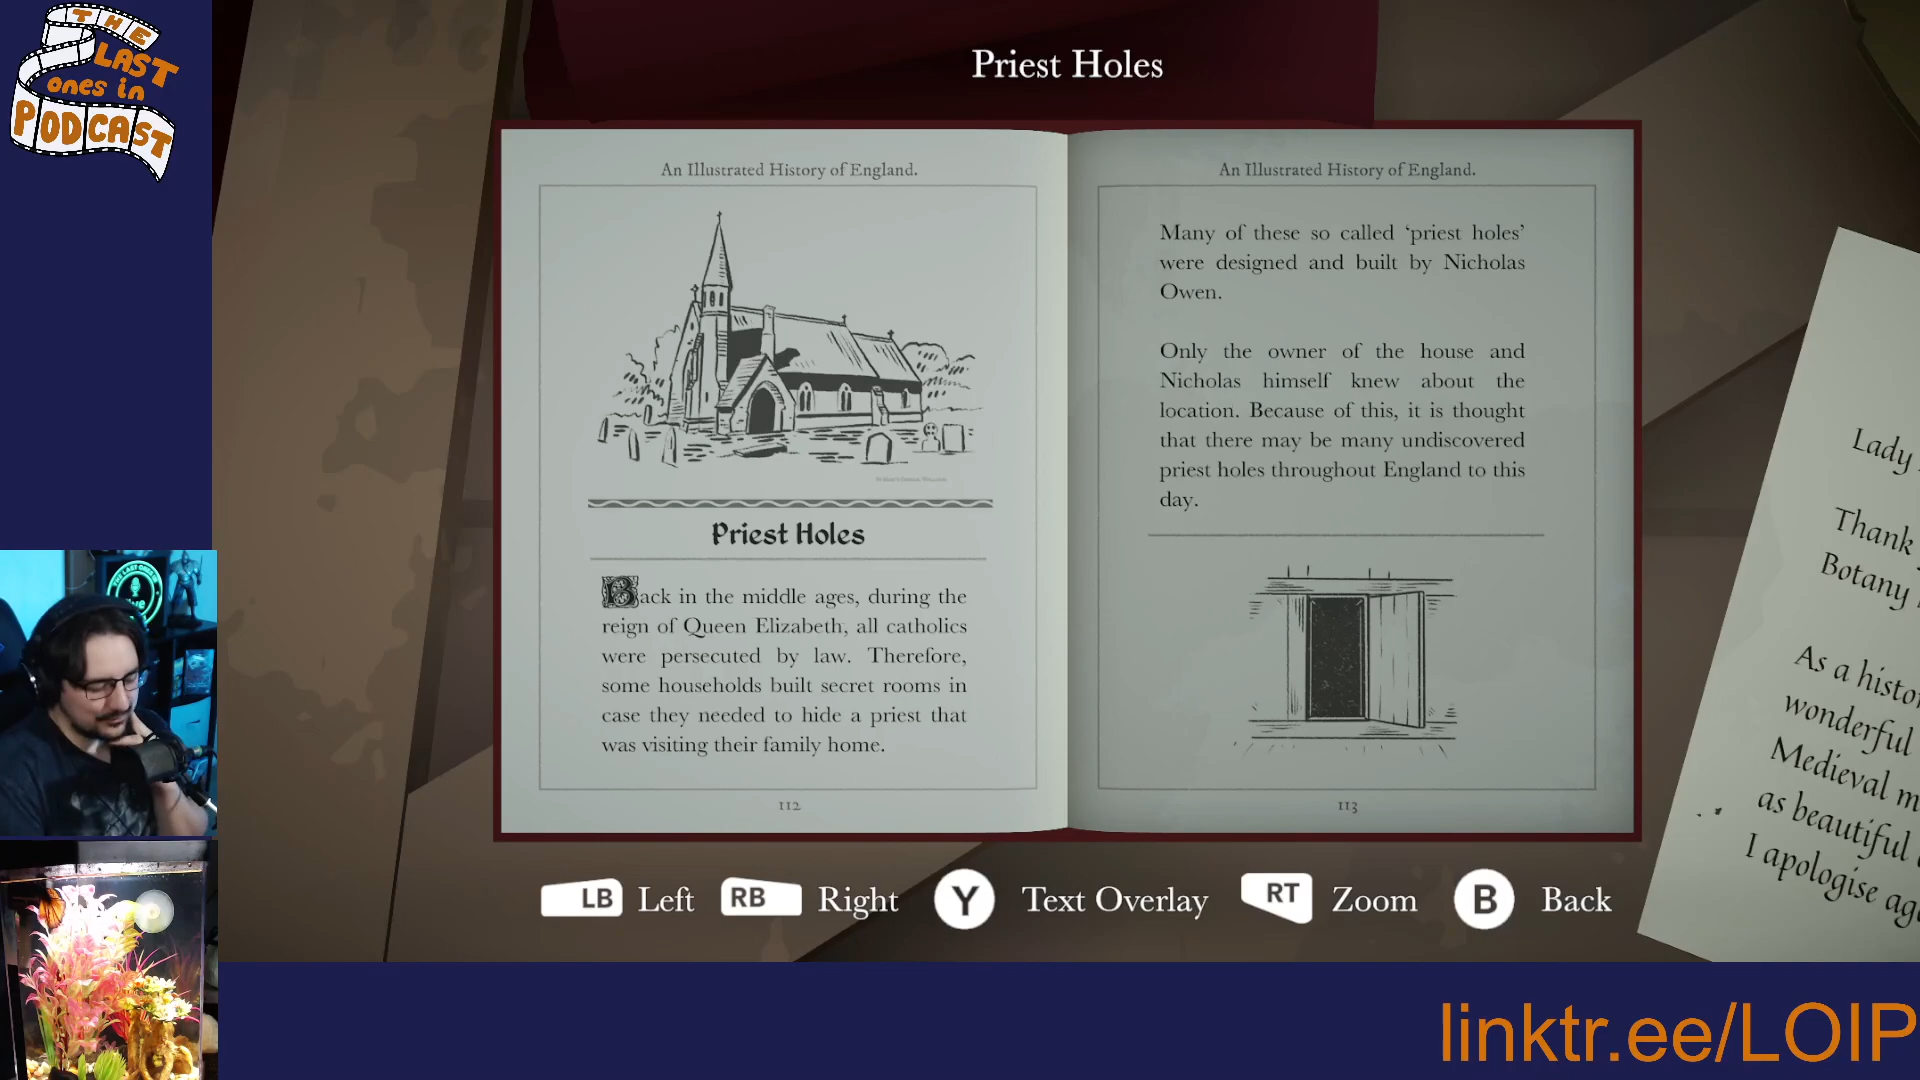 THE
LAST
ones in
PODCAST
Priest Holes
An Illustrated History of England.
Priest Holes
Back in the middle ages, during the
reign of Queen Elizabeth, all catholics
were persecuted by law. Therefore,
some households built secret rooms in
case they needed to hide a priest that
was visiting their family home.
112
An Illustrated History of England.
Many of these so called ‘priest holes’
were designed and built by Nicholas
Owen.
Only the owner of the house and
Nicholas himself knew about the
location. Because of this, it is thought
that there may be many undiscovered
priest holes throughout England to this
day.
113
Lady
Thank
Botany
As a histo
wonderful
Medieval m
as beautiful
I apologise ag
LB Left RB Right Y Text Overlay RT Zoom B Back
linktr.ee/LOIP